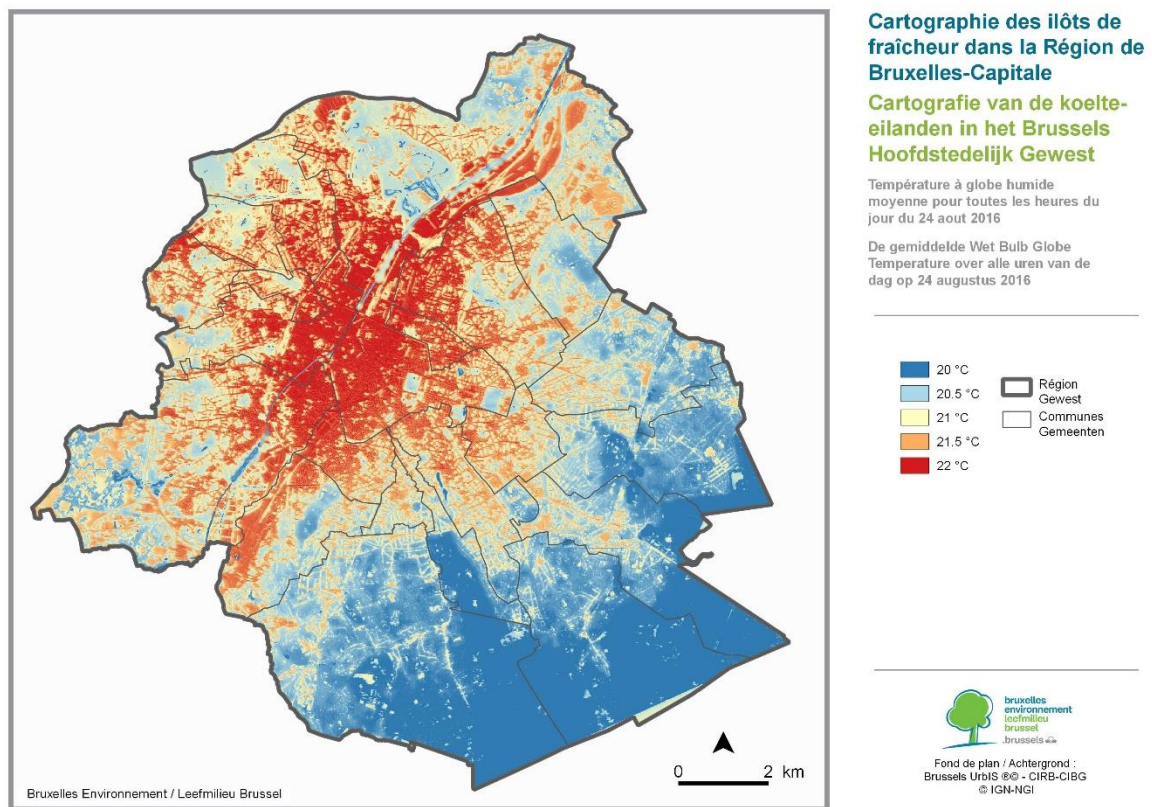 Cartographie des ilôts de
fraîcheur dans la Région de
Bruxelles-Capitale
Cartografie van de koelte-
eilanden in het Brussels
Hoofdstedelijk Gewest
Température à globe humide
moyenne pour toutes les heures du
jour du 24 aout 2016
De gemiddelde Wet Bulb Globe
Temperature over alle uren van de
dag op 24 augustus 2016
20 °C
20.5 °C
21 °C
21.5 °C
22 °C
Région
Gewest
Communes
Gemeenten
bruxelles
environnement
leefmilieu
brussel
.brussels
Fond de plan / Achtergrond :
Brussels UrbIS ®© - CIRB-CIBG
© IGN-NGI
0 2 km
Bruxelles Environnement / Leefmilieu Brussel